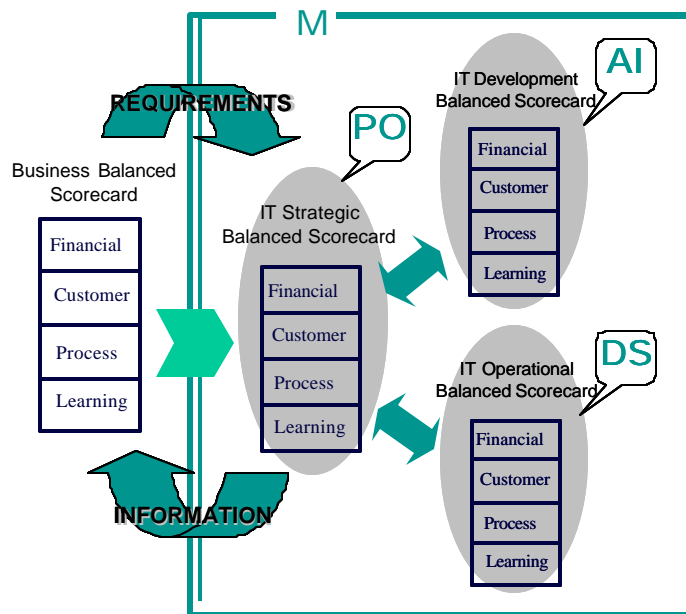 M
REQUIREMENTS
Business Balanced
Scorecard
Financial
Customer
Process
Learning
INFORMATION
PO
IT Strategic
Balanced Scorecard
Financial
Customer
Process
Learning
AI
IT Development
Balanced Scorecard
Financial
Customer
Process
Learning
DS
IT Operational
Balanced Scorecard
Financial
Customer
Process
Learning